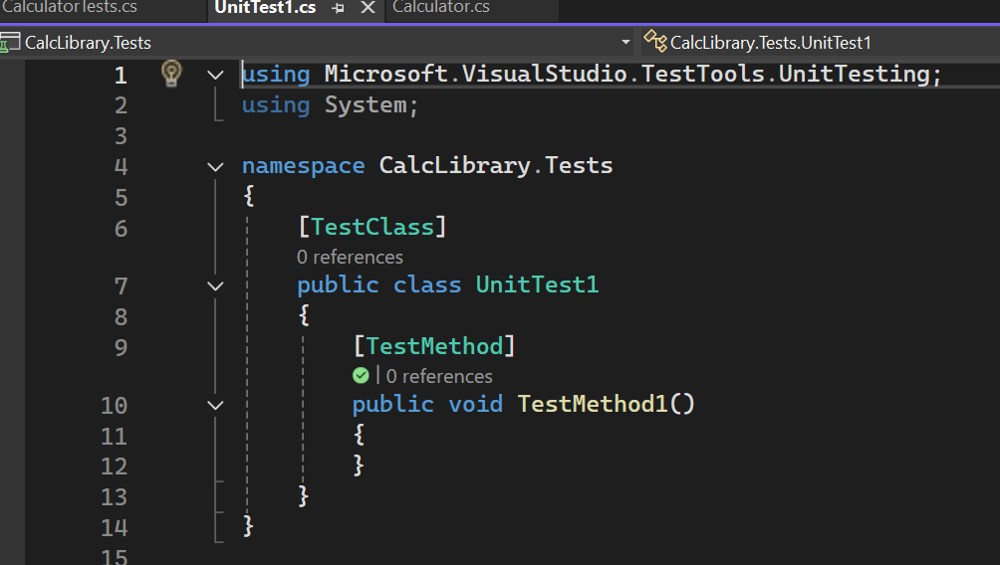 CalculatorTests.cs UnitTest1.cs Calculator.cs
CalcLibrary.Tests CalcLibrary.Tests.UnitTest1
1 using Microsoft.VisualStudio.TestTools.UnitTesting;
2 using System;
3
4 namespace CalcLibrary.Tests
5 {
6 [TestClass]
0 references
7 public class UnitTest1
8 {
9 [TestMethod]
| 0 references
10 public void TestMethod1()
11 {
12 }
13 }
14 }
15